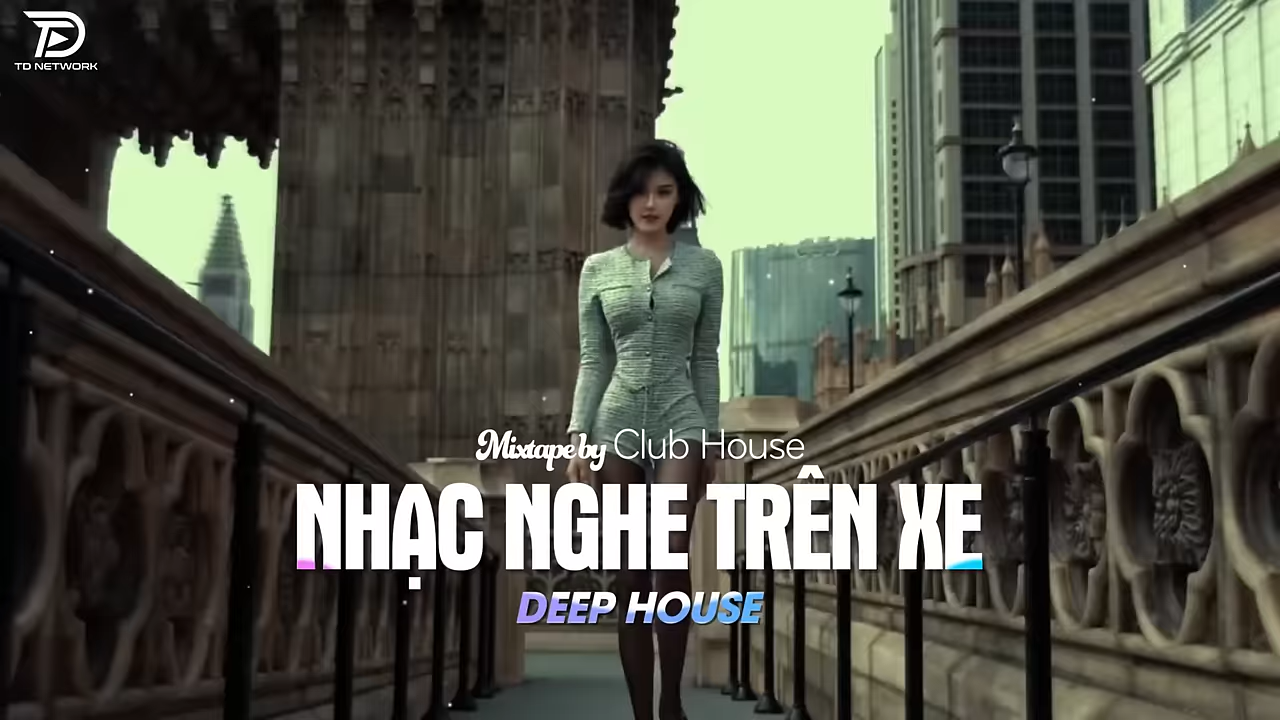 TD NETWORK
Mixtape by Club House
NHẠC NGHE TRÊN XE
DEEP HOUSE